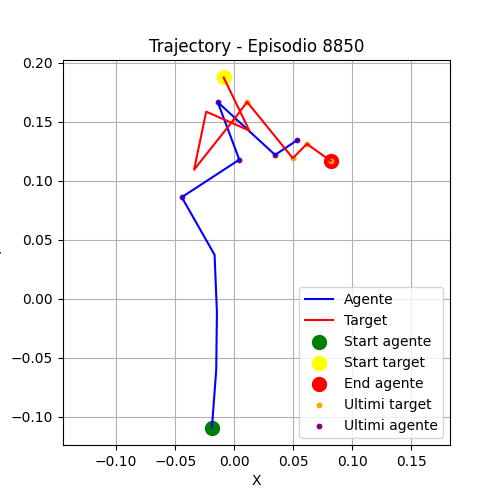 Trajectory - Episodio 8850
0.20
0.15
0.10
0.05
0.00
−0.05
−0.10
−0.10
−0.05
0.00
0.05
0.10
0.15
X
Agente
Target
Start agente
Start target
End agente
Ultimi target
Ultimi agente